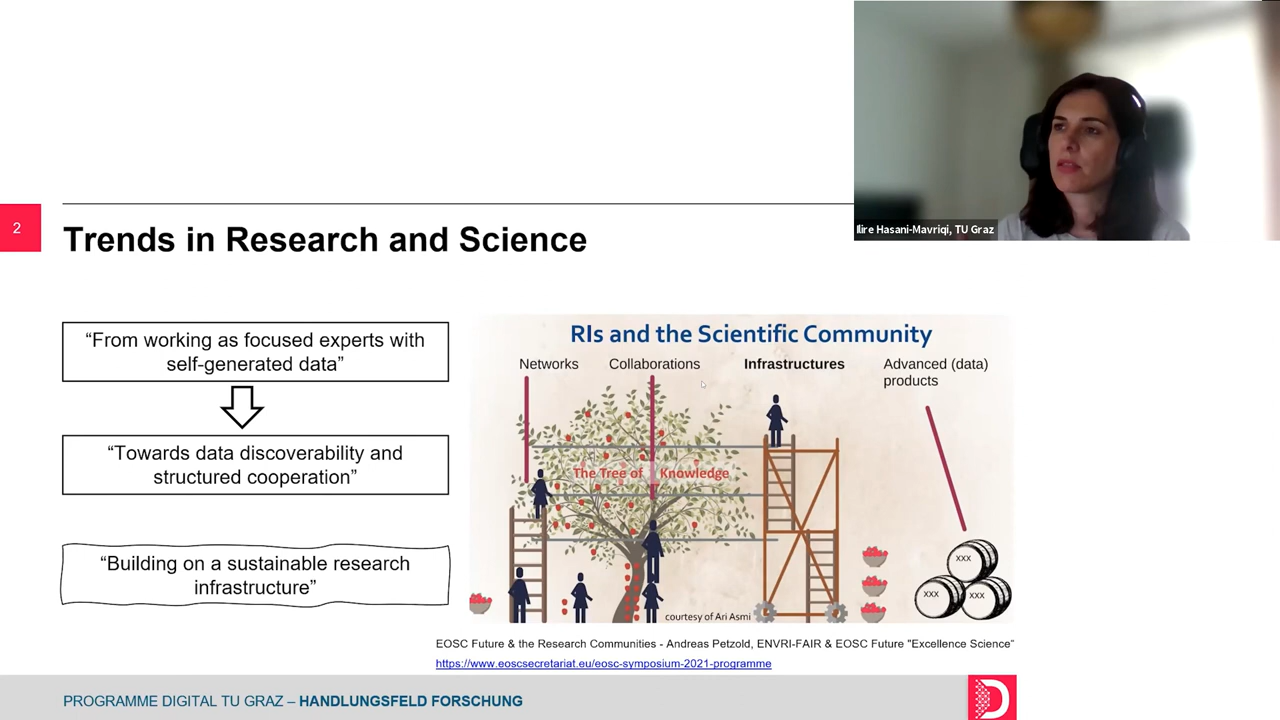 Ilire Hasani-Mavriqi, TU Graz
2
Trends in Research and Science
“From working as focused experts with
self-generated data”
“Towards data discoverability and
structured cooperation”
“Building on a sustainable research
infrastructure”
RIs and the Scientific Community
Networks
Collaborations
Infrastructures
Advanced (data)
products
The Tree of Knowledge
XXX
XXX
XXX
courtesy of Ari Asmi
EOSC Future & the Research Communities - Andreas Petzold, ENVRI-FAIR & EOSC Future "Excellence Science"
https://www.eoscsecretariat.eu/eosc-symposium-2021-programme
PROGRAMME DIGITAL TU GRAZ – HANDLUNGSFELD FORSCHUNG